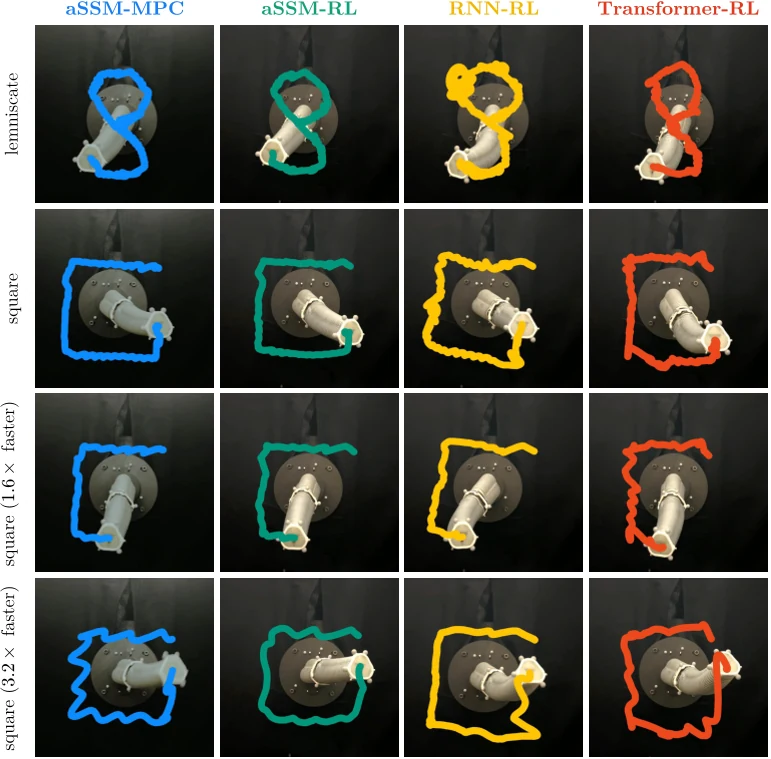 aSSM-MPC
aSSM-RL
RNN-RL
Transformer-RL
lemniscate
square
square (1.6× faster)
square (3.2× faster)